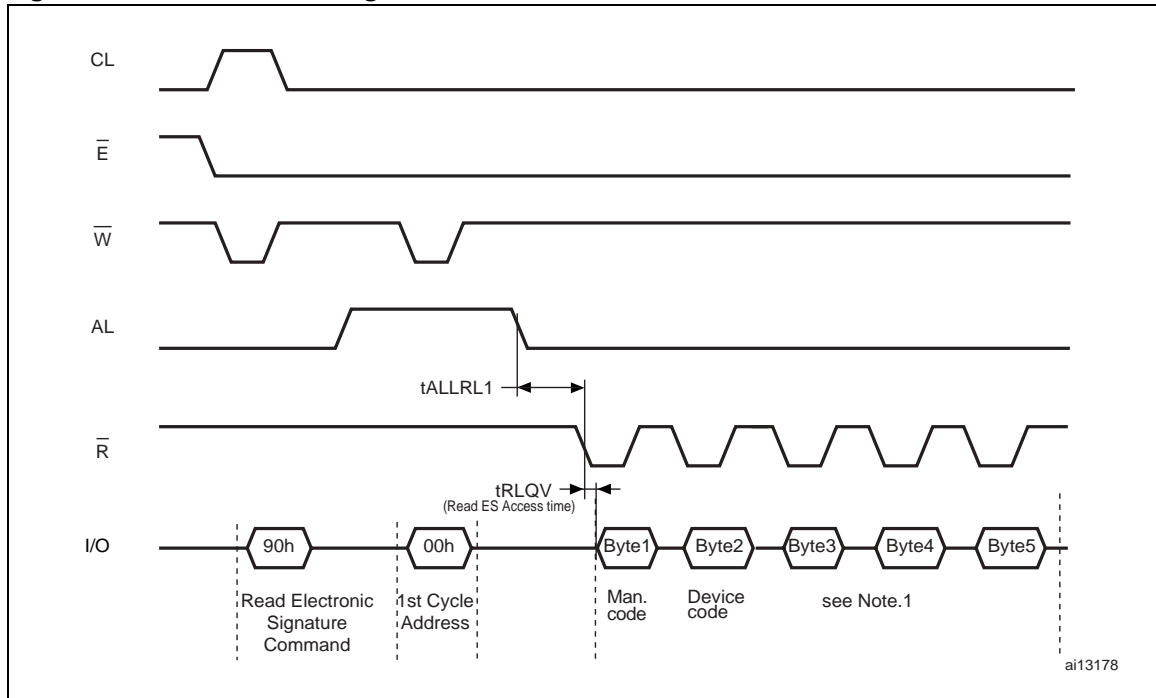 CL
E
W
AL
tALLRL1
R
tRLQV
(Read ES Access time)
I/O
90h
00h
Byte1
Byte2
Byte3
Byte4
Byte5
Read Electronic
Signature
Command
1st Cycle
Address
Man.
code
Device
code
see Note.1
ai13178